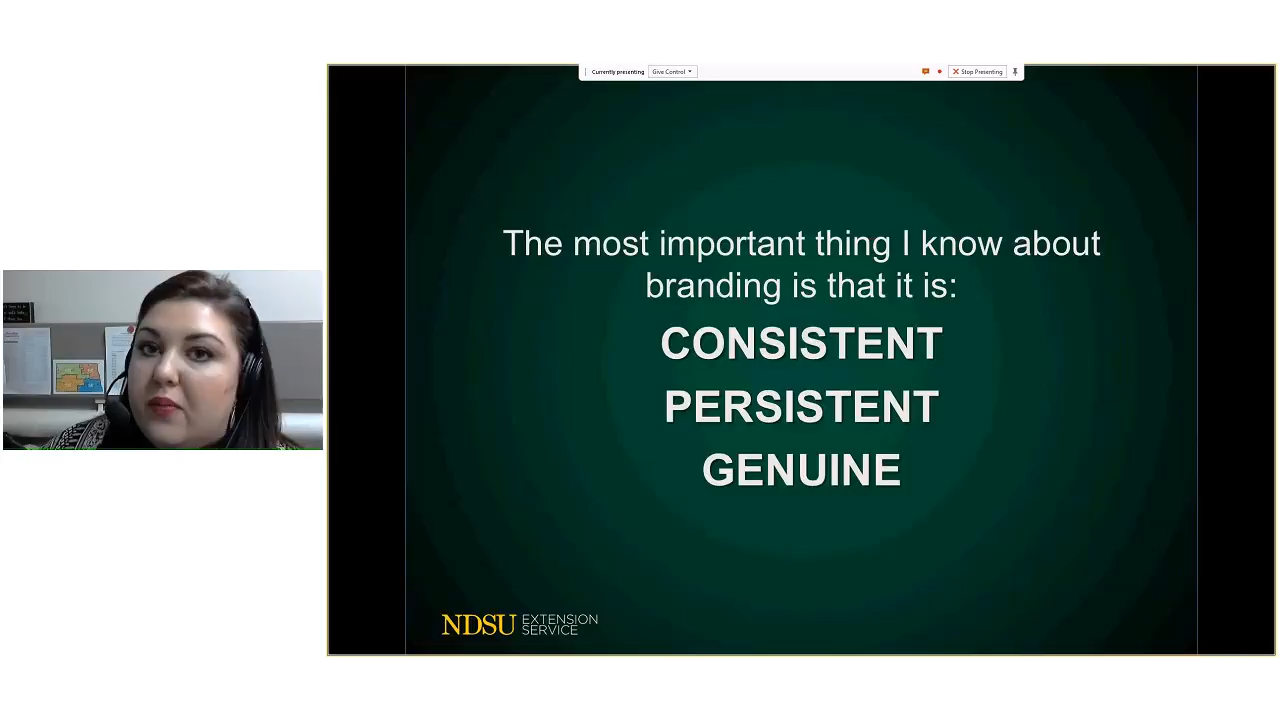 Currently presenting
Give Control
Stop Presenting
The most important thing I know about
branding is that it is:
CONSISTENT
PERSISTENT
GENUINE
NDSU EXTENSION
SERVICE